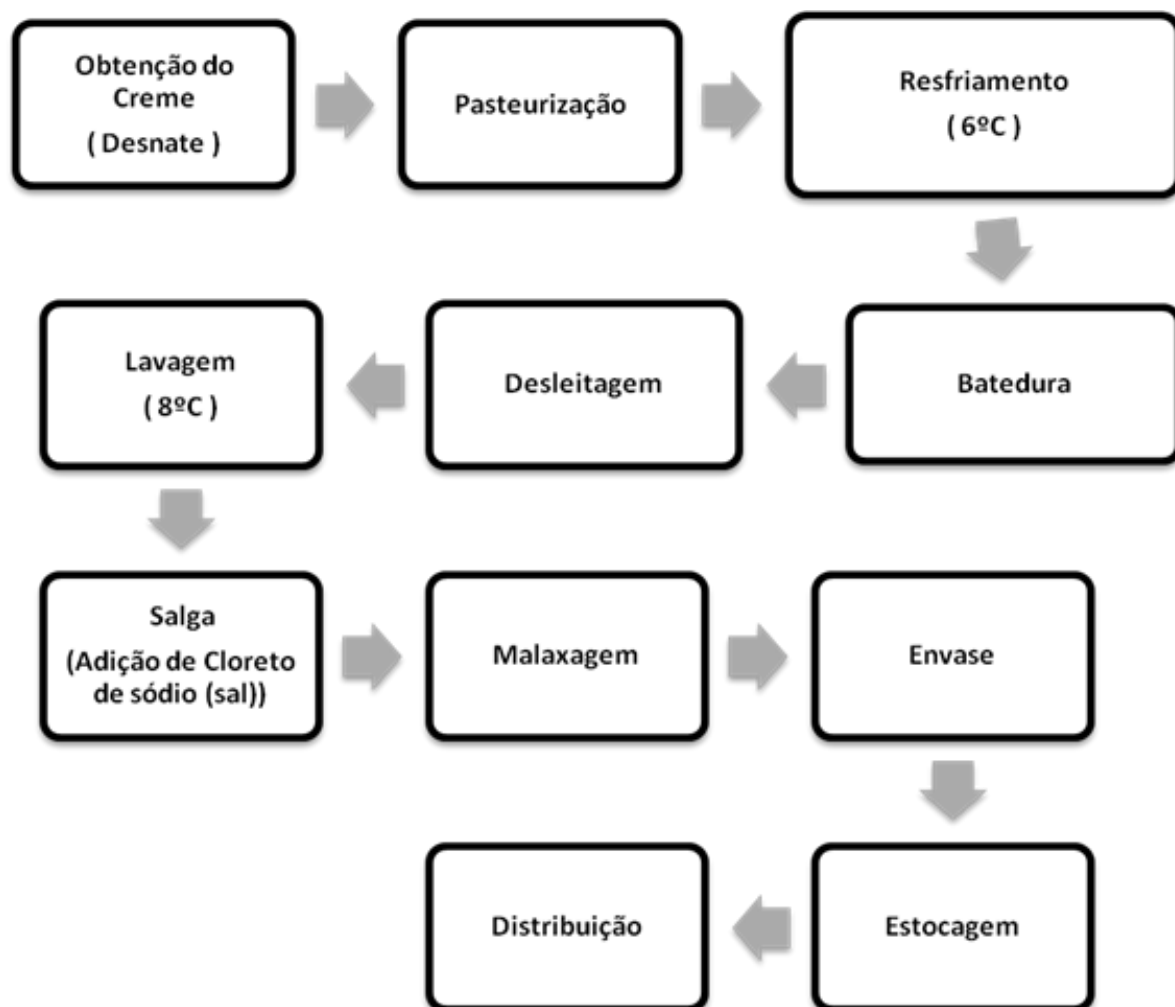 Obtenção do
Creme
( Desnate )
Pasteurização
Resfriamento
( 6ºC )
Batedura
Desleitagem
Lavagem
( 8ºC )
Salga
(Adição de Cloreto
de sódio (sal))
Malaxagem
Envase
Estocagem
Distribuição